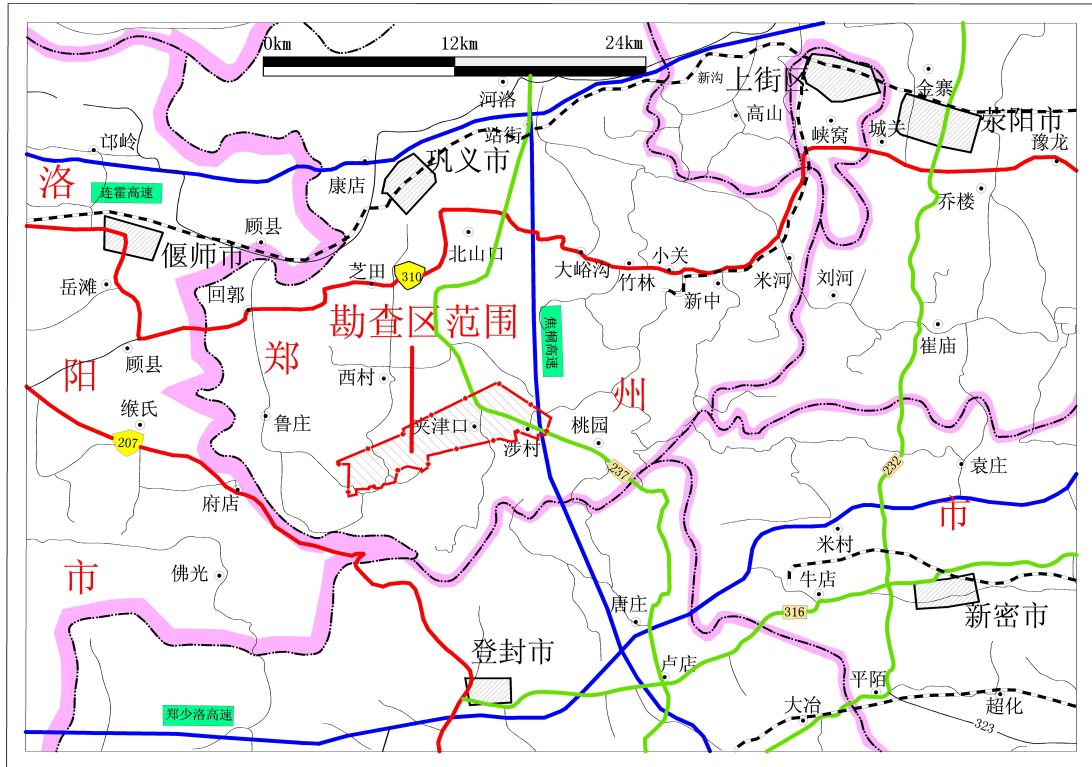 0km
12km
24km
新沟
上街区
金寨
河洛
高山
荥阳市
站街
峡窝
城关
豫龙
邙岭
巩义市
洛
连霍高速
康店
乔楼
顾县
偃师市
北山口
岳滩
芝田
310
大峪沟
小关
竹林
新中
米河
刘河
回郭
勘查区范围
焦桐高速
郑
崔庙
顾县
阳
西村
州
缑氏
鲁庄
夹津口
涉村
桃园
207
237
232
袁庄
府店
市
米村
市
佛光
牛店
唐庄
316
新密市
登封市
卢店
平陌
大冶
超化
郑少洛高速
323